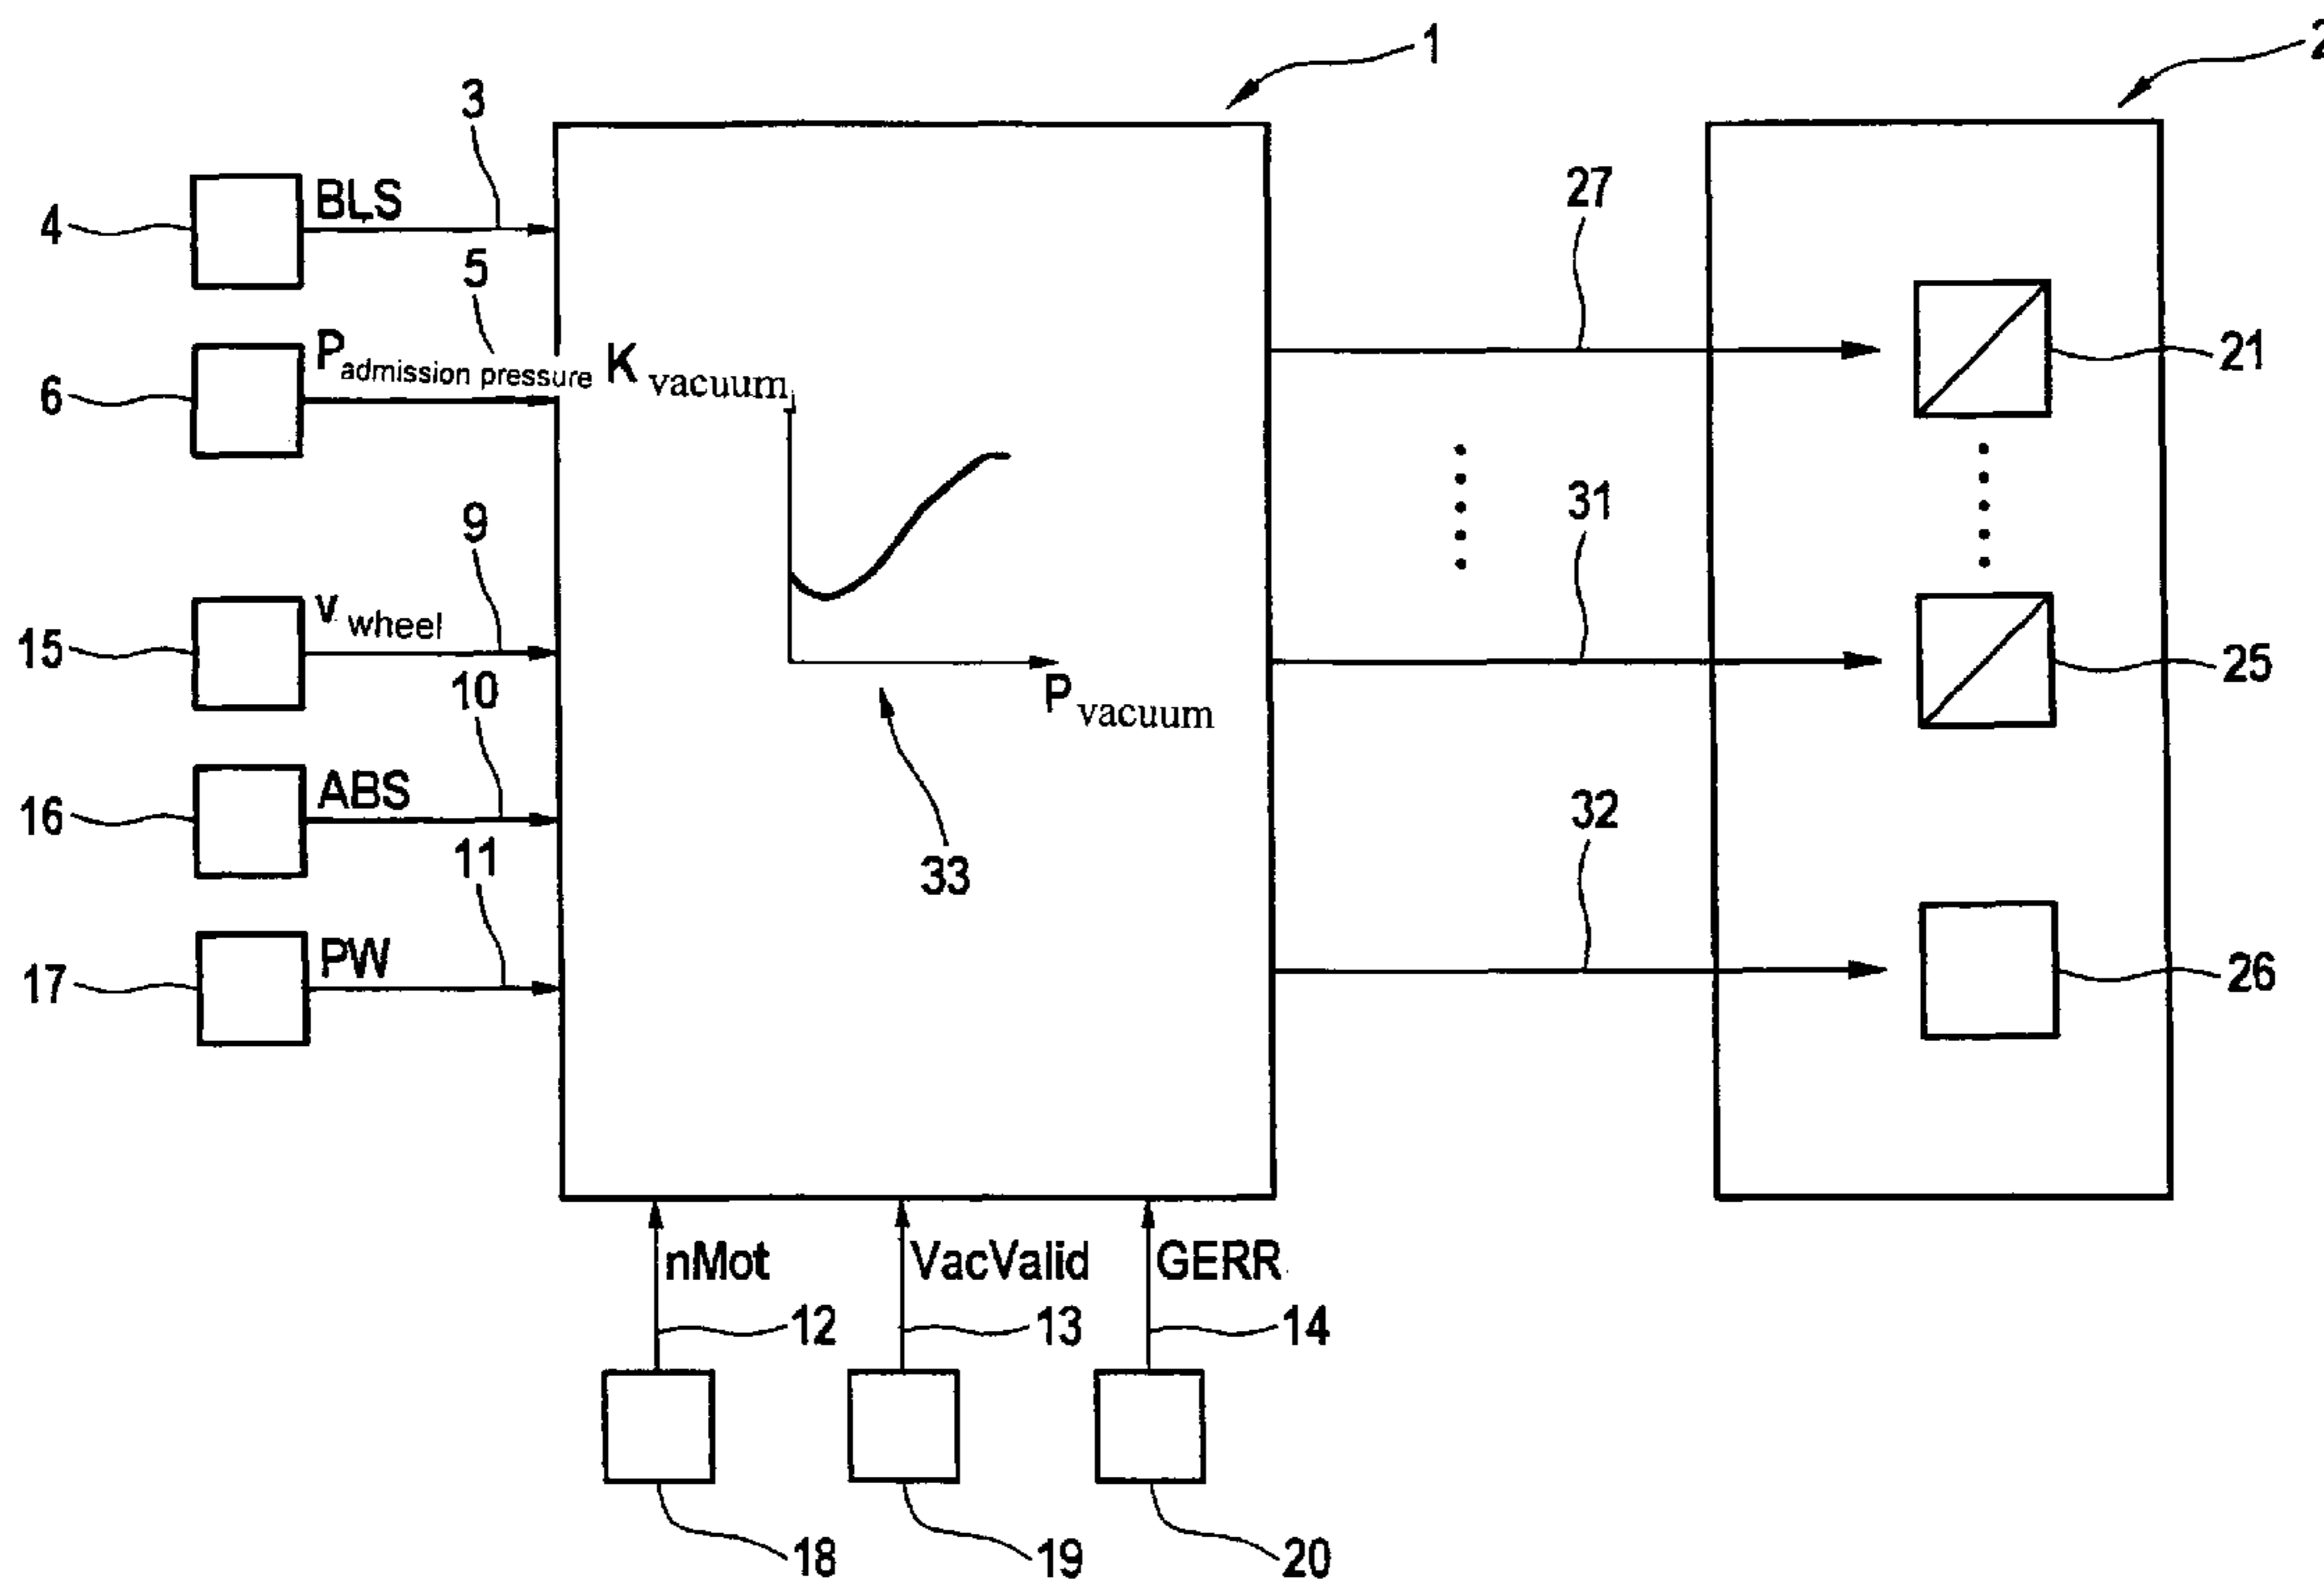 1
2
3
4
BLS
27
5
6
P admission pressure
K vacuum
21
9
31
15
v wheel
25
10
P vacuum
16
ABS
32
11
33
17
PW
26
nMot
VacValid
GERR
12
13
14
18
19
20